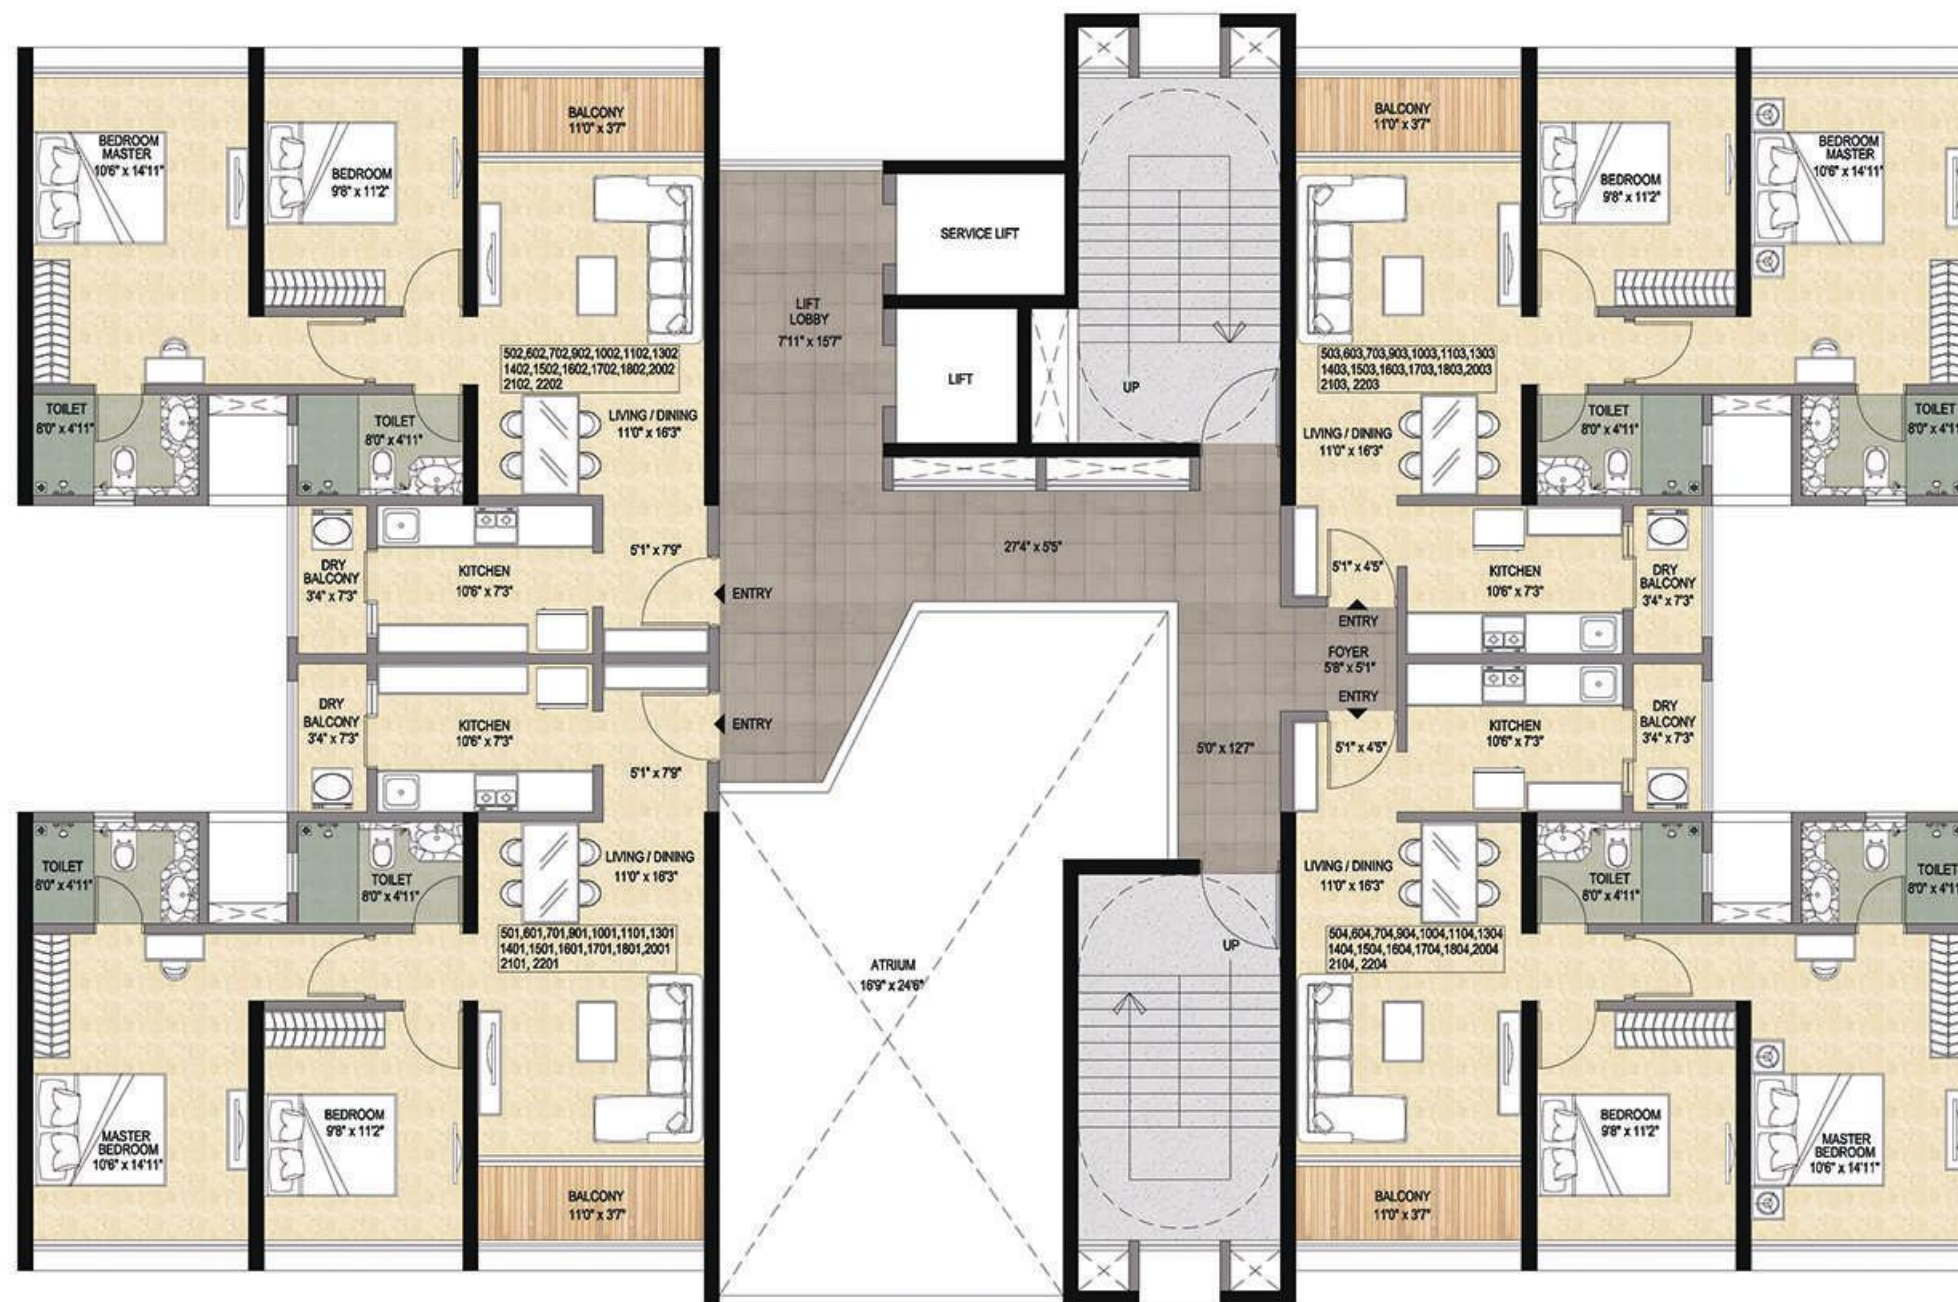 BEDROOM
MASTER
10'6" x 14'11"
BEDROOM
9'8" x 11'2"
BALCONY
11'0" x 3'7"
502,602,702,902,1002,1102,1302
1402,1502,1602,1702,1802,2002
2102, 2202
TOILET
8'0" x 4'11"
TOILET
8'0" x 4'11"
LIVING / DINING
11'0" x 16'3"
DRY
BALCONY
3'4" x 7'3"
KITCHEN
10'6" x 7'3"
5'1" x 7'9"
ENTRY
LIFT
LOBBY
7'11" x 15'7"
SERVICE LIFT
LIFT
UP
27'4" x 5'5"
BALCONY
11'0" x 3'7"
BEDROOM
9'8" x 11'2"
BEDROOM
MASTER
10'6" x 14'11"
503,603,703,903,1003,1103,1303
1403,1503,1603,1703,1803,2003
2103, 2203
LIVING / DINING
11'0" x 16'3"
TOILET
8'0" x 4'11"
TOILET
8'0" x 4'11
5'1" x 4'5"
KITCHEN
10'6" x 7'3"
DRY
BALCONY
3'4" x 7'3"
ENTRY
FOYER
5'8" x 5'1"
ENTRY
DRY
BALCONY
3'4" x 7'3"
KITCHEN
10'6" x 7'3"
5'1" x 7'9"
ENTRY
TOILET
8'0" x 4'11"
TOILET
8'0" x 4'11"
LIVING / DINING
11'0" x 16'3"
501,601,701,901,1001,1101,1301
1401,1501,1601,1701,1801,2001
2101, 2201
MASTER
BEDROOM
10'6" x 14'11"
BEDROOM
9'8" x 11'2"
BALCONY
11'0" x 3'7"
ATRIUM
16'9" x 24'6"
5'0" x 12'7"
UP
5'1" x 4'5"
KITCHEN
10'6" x 7'3"
DRY
BALCONY
3'4" x 7'3"
LIVING / DINING
11'0" x 16'3"
TOILET
8'0" x 4'11"
TOILET
8'0" x 4'11
504,604,704,904,1004,1104,1304
1404,1504,1604,1704,1804,2004
2104, 2204
BALCONY
11'0" x 3'7"
BEDROOM
9'8" x 11'2"
MASTER
BEDROOM
10'6" x 14'11"